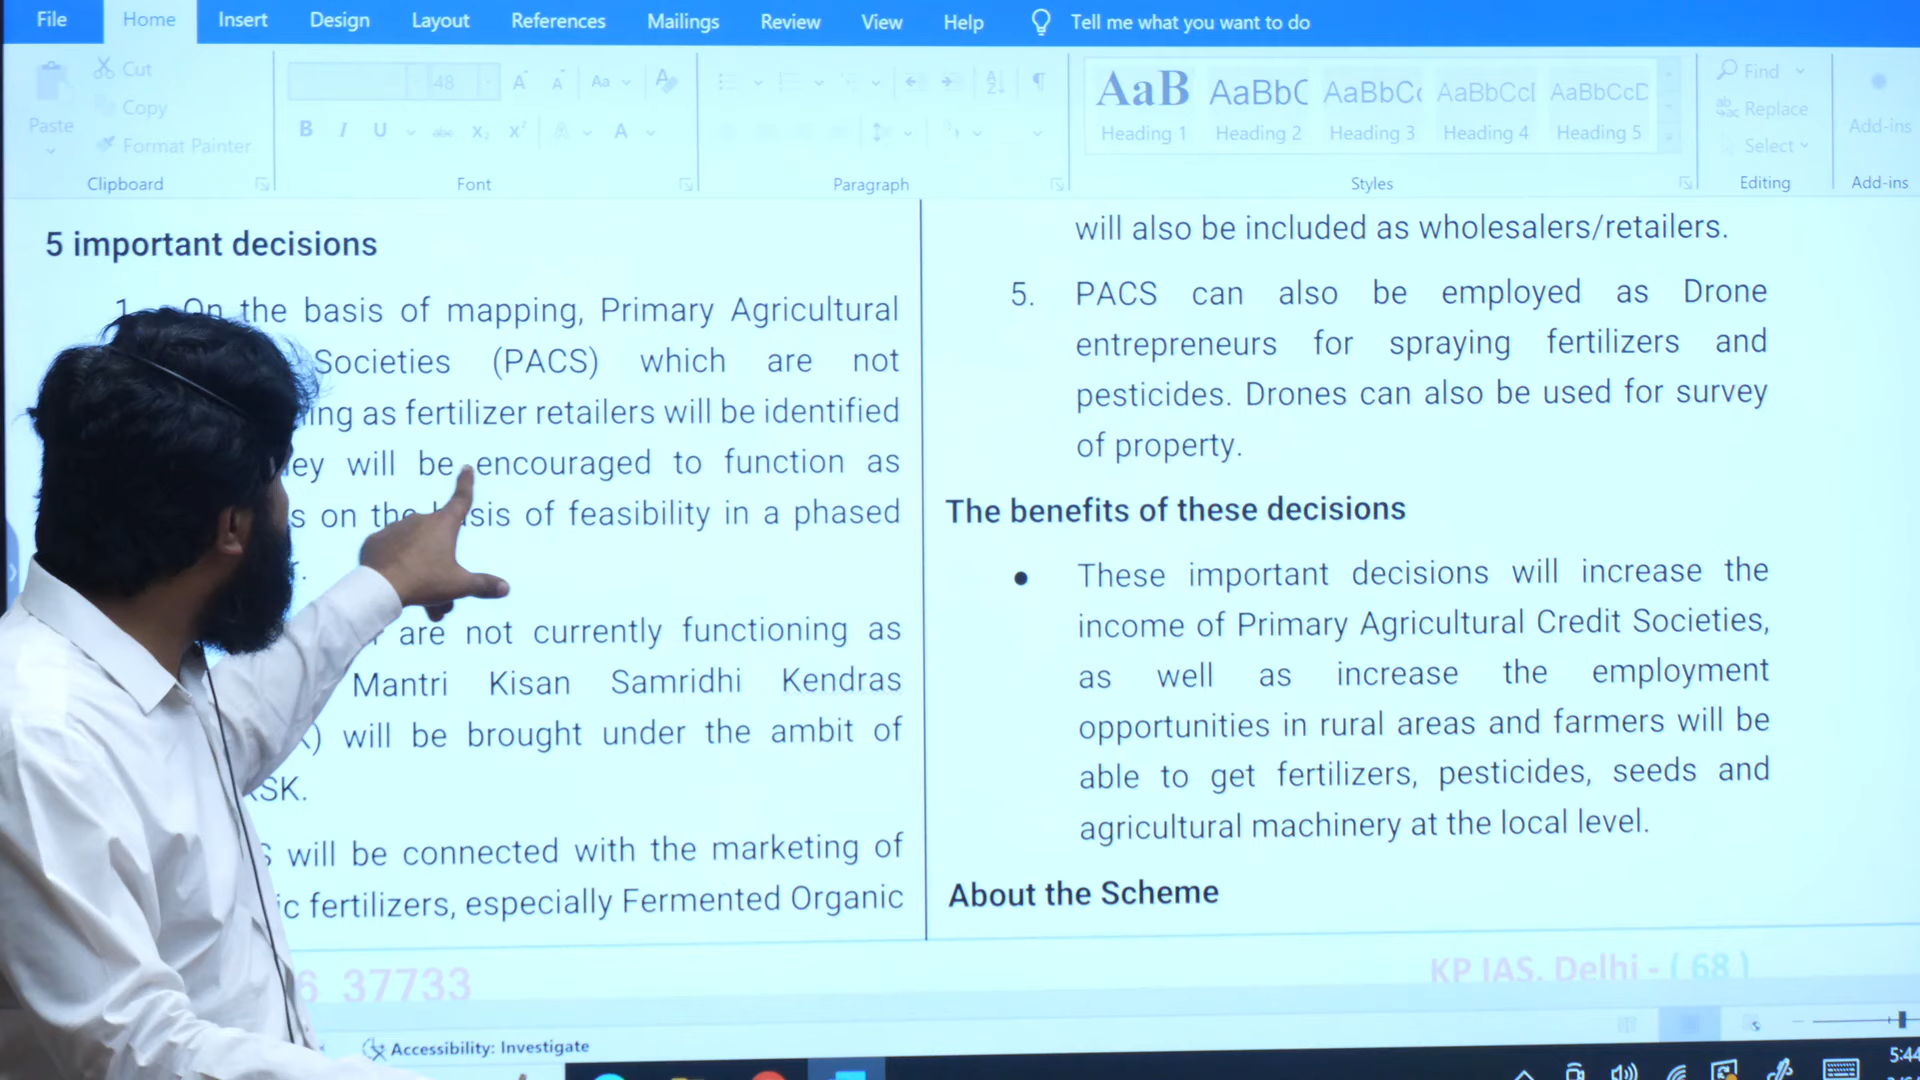 File Home Insert Design Layout References Mailings Review View Help Tell me what you want to do
Paste
Cut
Copy
Format Painter
Clipboard
48
Font
Paragraph
AaB AaBbC AaBbCc AaBbCcI AaBbCcD
Heading 1 Heading 2 Heading 3 Heading 4 Heading 5
Styles
Find
Replace
Select
Editing
Add-ins
Add-ins
5 important decisions
1. On the basis of mapping, Primary Agricultural
Societies (PACS) which are not
as fertilizer retailers will be identified
will be encouraged to function as
on the basis of feasibility in a phased
are not currently functioning as
Mantri Kisan Samridhi Kendras
will be brought under the ambit of
will be connected with the marketing of
fertilizers, especially Fermented Organic
will also be included as wholesalers/retailers.
5. PACS can also be employed as Drone
entrepreneurs for spraying fertilizers and
pesticides. Drones can also be used for survey
of property.
The benefits of these decisions
● These important decisions will increase the
income of Primary Agricultural Credit Societies,
as well as increase the employment
opportunities in rural areas and farmers will be
able to get fertilizers, pesticides, seeds and
agricultural machinery at the local level.
About the Scheme
6 37733
KP IAS, Delhi - ( 68 )
Accessibility: Investigate
5:44